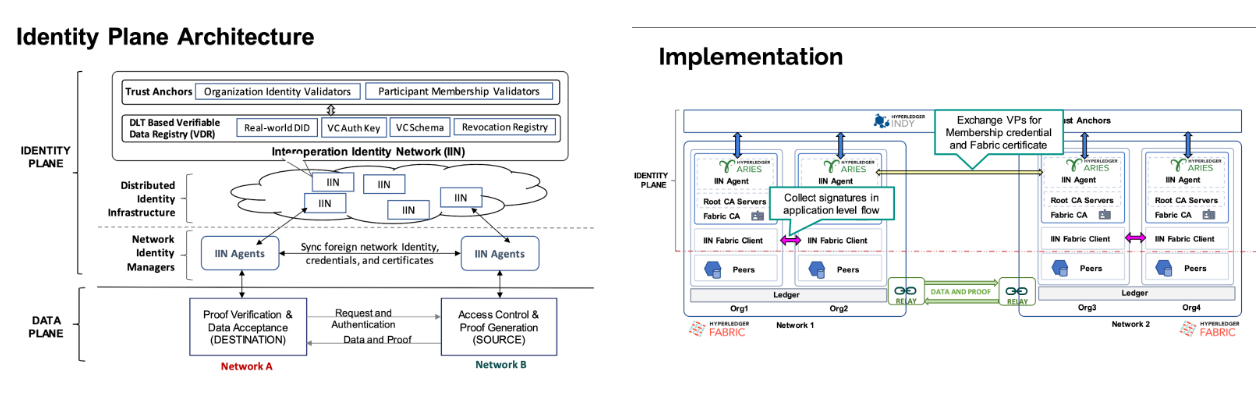 Identity Plane Architecture
Trust Anchors
Organization Identity Validators
Participant Membership Validators
DLT Based Verifiable
Data Registry (VDR)
Real-world DID
VC Auth Key
VC Schema
Revocation Registry
Interoperation Identity Network (IIN)
IDENTITY
PLANE
Distributed
Identity
Infrastructure
IIN
IIN
IIN
IIN
IIN
Network
Identity
Managers
IIN Agents
Sync foreign network Identity,
credentials, and certificates
IIN Agents
DATA
PLANE
Proof Verification &
Data Acceptance
(DESTINATION)
Request and
Authentication
Data and Proof
Access Control &
Proof Generation
(SOURCE)
Network A
Network B
Implementation
HYPERLEDGER
INDY
Exchange VPs for
Membership credential
and Fabric certificate
Anchors
IDENTITY
PLANE
HYPERLEDGER
ARIES
IIN Agent
Root CA Servers
Fabric CA
IIN Fabric Client
Peers
HYPERLEDGER
ARIES
IIN Agent
Collect signatures in
application level flow
IIN Fabric Client
Peers
Ledger
Org1
Org2
Network 1
HYPERLEDGER
FABRIC
RELAY
DATA AND PROOF
RELAY
HYPERLEDGER
ARIES
IIN Agent
Root CA Servers
Fabric CA
IIN Fabric Client
Peers
HYPERLEDGER
ARIES
IIN Agent
Root CA Servers
Fabric CA
IIN Fabric Client
Peers
Ledger
Org3
Org4
Network 2
HYPERLEDGER
FABRIC